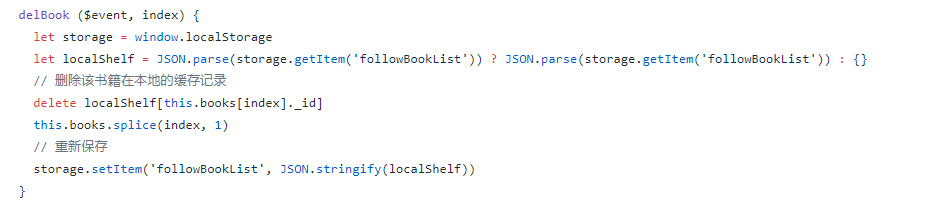 delBook ($event, index) {
let storage = window.localStorage
let localShelf = JSON.parse(storage.getItem('followBookList')) ? JSON.parse(storage.getItem('followBookList')) : {}
// 删除该书籍在本地的缓存记录
delete localShelf[this.books[index]._id]
this.books.splice(index, 1)
// 重新保存
storage.setItem('followBookList', JSON.stringify(localShelf))
}